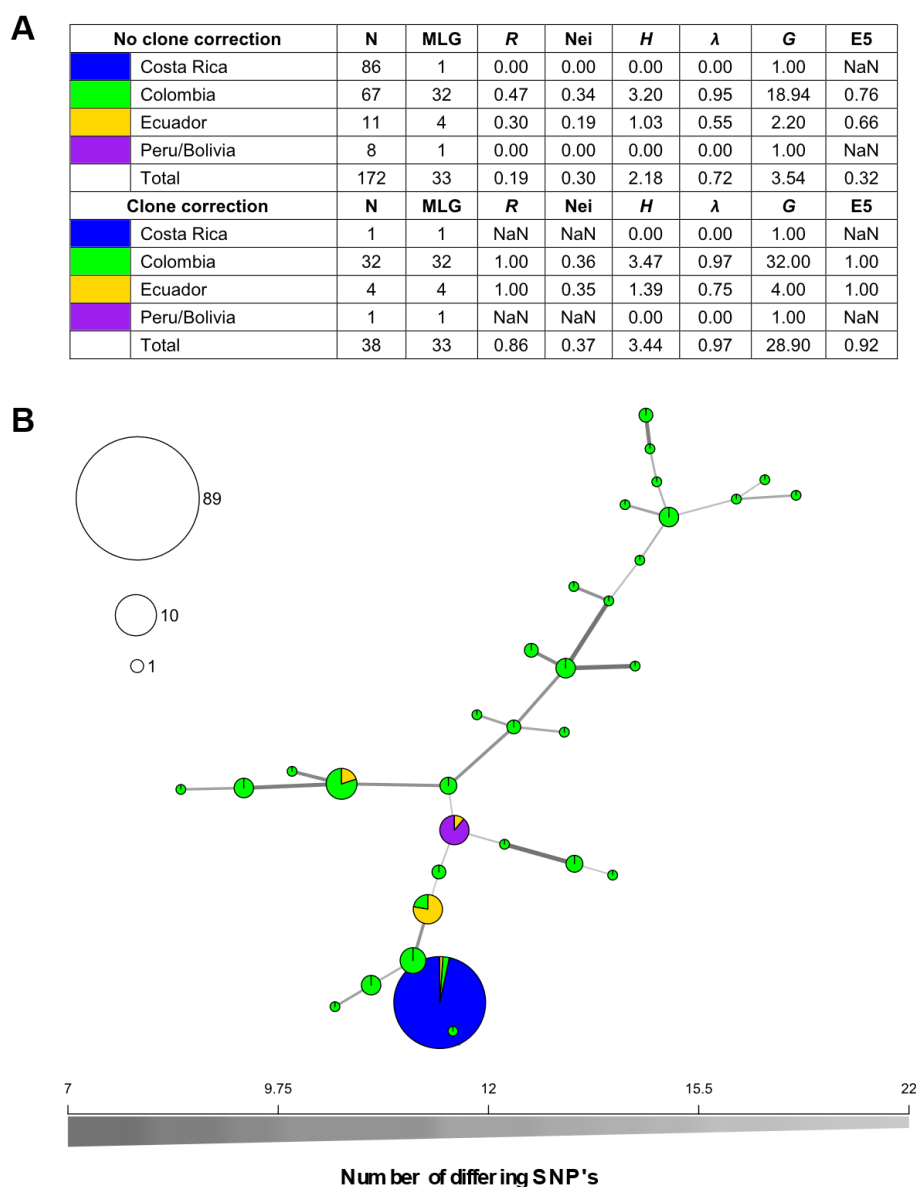 A
No clone correction N MLG R Nei H λ G E5
Costa Rica 86 1 0.00 0.00 0.00 0.00 1.00 NaN
Colombia 67 32 0.47 0.34 3.20 0.95 18.94 0.76
Ecuador 11 4 0.30 0.19 1.03 0.55 2.20 0.66
Peru/Bolivia 8 1 0.00 0.00 0.00 0.00 1.00 NaN
Total 172 33 0.19 0.30 2.18 0.72 3.54 0.32
Clone correction N MLG R Nei H λ G E5
Costa Rica 1 1 NaN NaN 0.00 0.00 1.00 NaN
Colombia 32 32 1.00 0.36 3.47 0.97 32.00 1.00
Ecuador 4 4 1.00 0.35 1.39 0.75 4.00 1.00
Peru/Bolivia 1 1 NaN NaN 0.00 0.00 1.00 NaN
Total 38 33 0.86 0.37 3.44 0.97 28.90 0.92
B
89
10
1
7 9.75 12 15.5 22
Number of differing SNP's